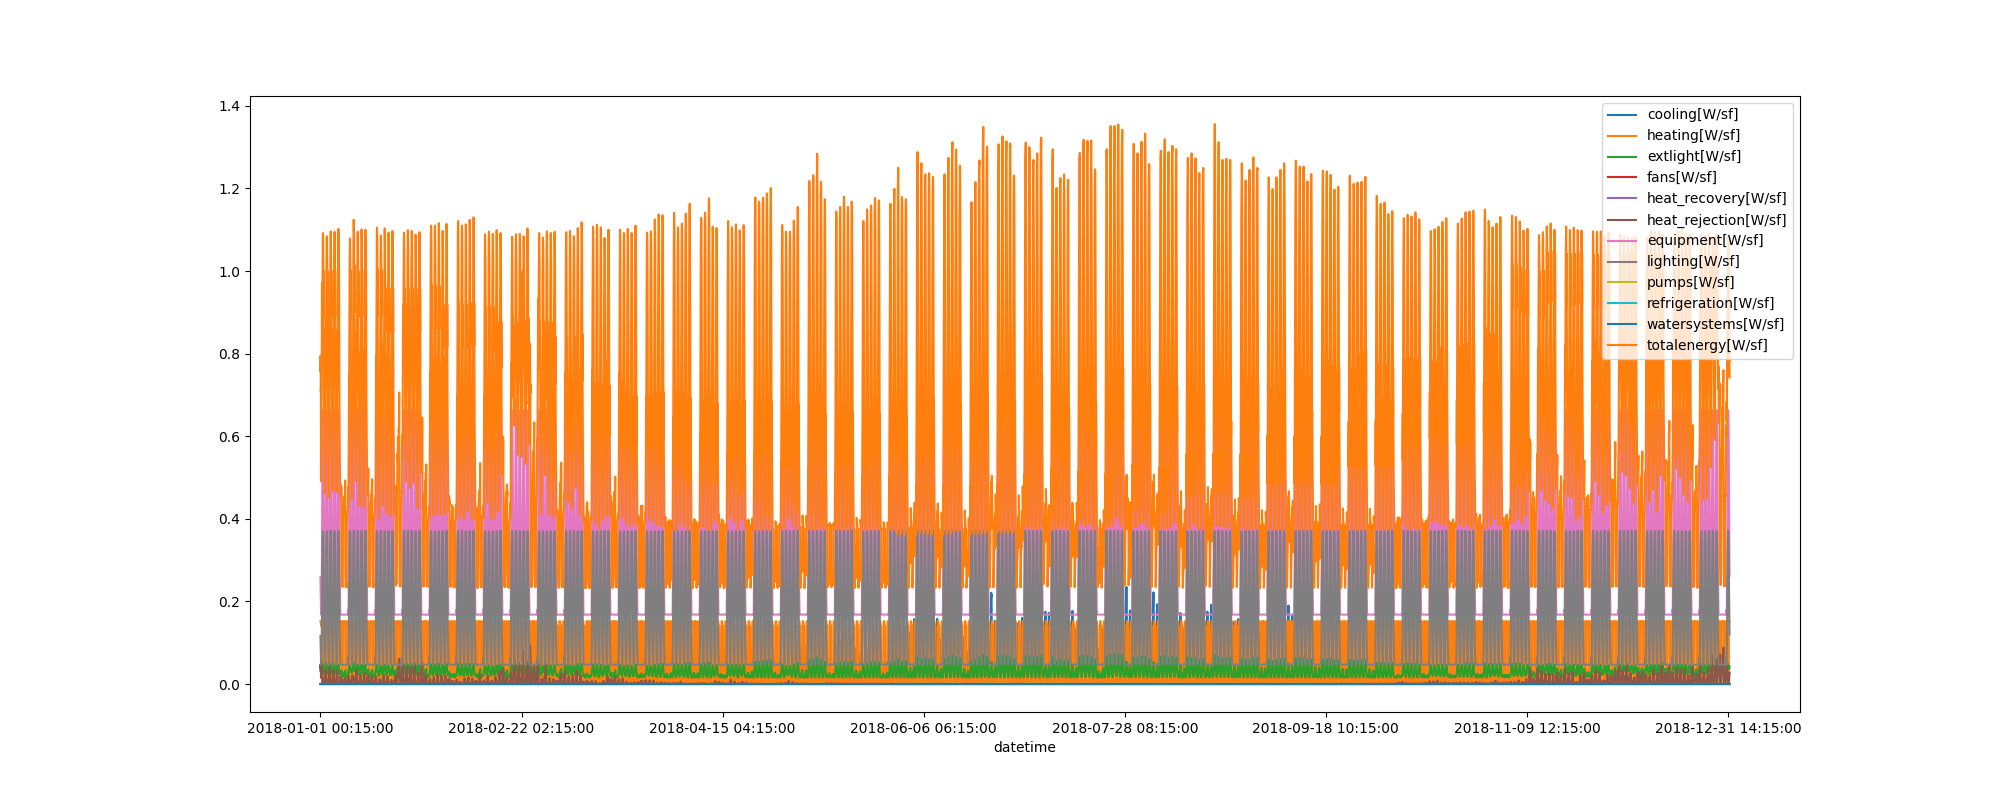 1.4
1.2
1.0
0.8
0.6
0.4
0.2
0.0
cooling[W/sf]
heating[W/sf]
extlight[W/sf]
fans[W/sf]
heat_recovery[W/sf]
heat_rejection[W/sf]
equipment[W/sf]
lighting[W/sf]
pumps[W/sf]
refrigeration[W/sf]
watersystems[W/sf]
totalenergy[W/sf]
2018-01-01 00:15:00 2018-02-22 02:15:00 2018-04-15 04:15:00 2018-06-06 06:15:00 2018-07-28 08:15:00 2018-09-18 10:15:00 2018-11-09 12:15:00 2018-12-31 14:15:00
datetime